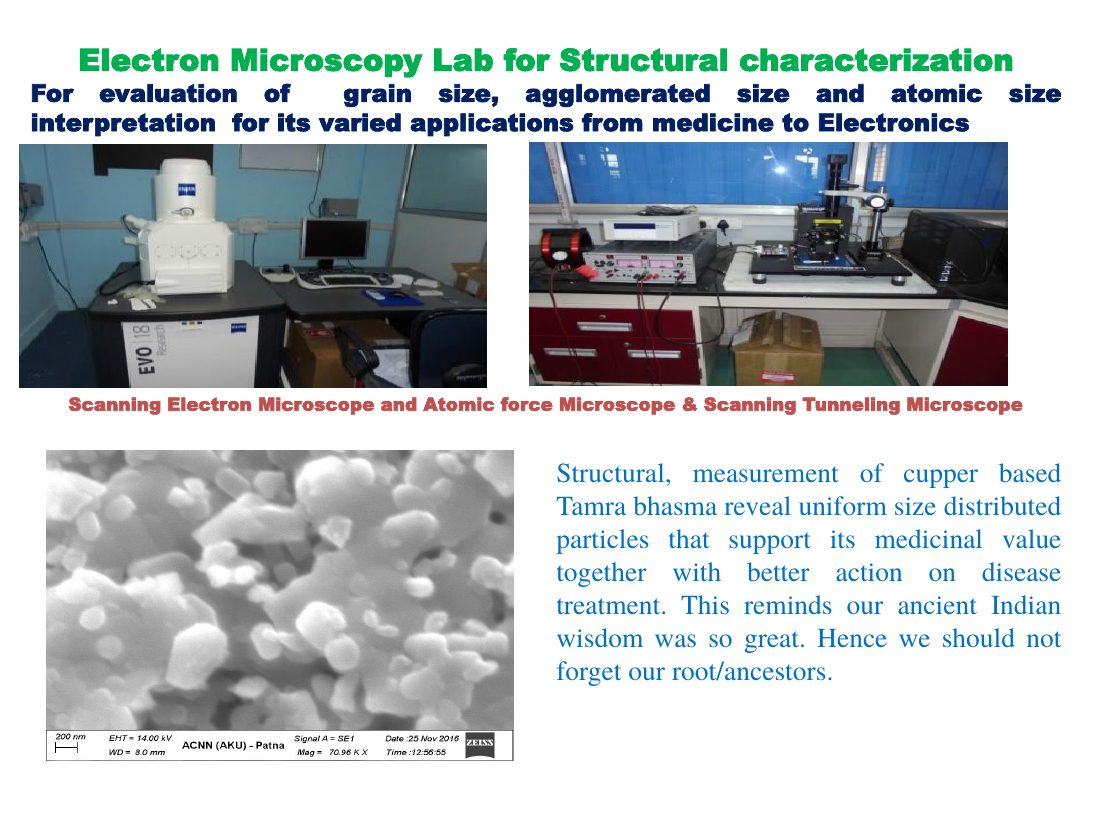 Electron Microscopy Lab for Structural characterization
For evaluation of grain size, agglomerated size and atomic size
interpretation for its varied applications from medicine to Electronics
EVO 18
Research
Scanning Electron Microscope and Atomic force Microscope & Scanning Tunneling Microscope
Structural, measurement of cupper based
Tamra bhasma reveal uniform size distributed
particles that support its medicinal value
together with better action on disease
treatment. This reminds our ancient Indian
wisdom was so great. Hence we should not
forget our root/ancestors.
200 nm EHT = 14.00 kV Signal A = SE1 Date :25 Nov 2016
ACNN (AKU) - Patna ZEISS
WD = 8.0 mm Mag = 70.96 K X Time :12:56:55